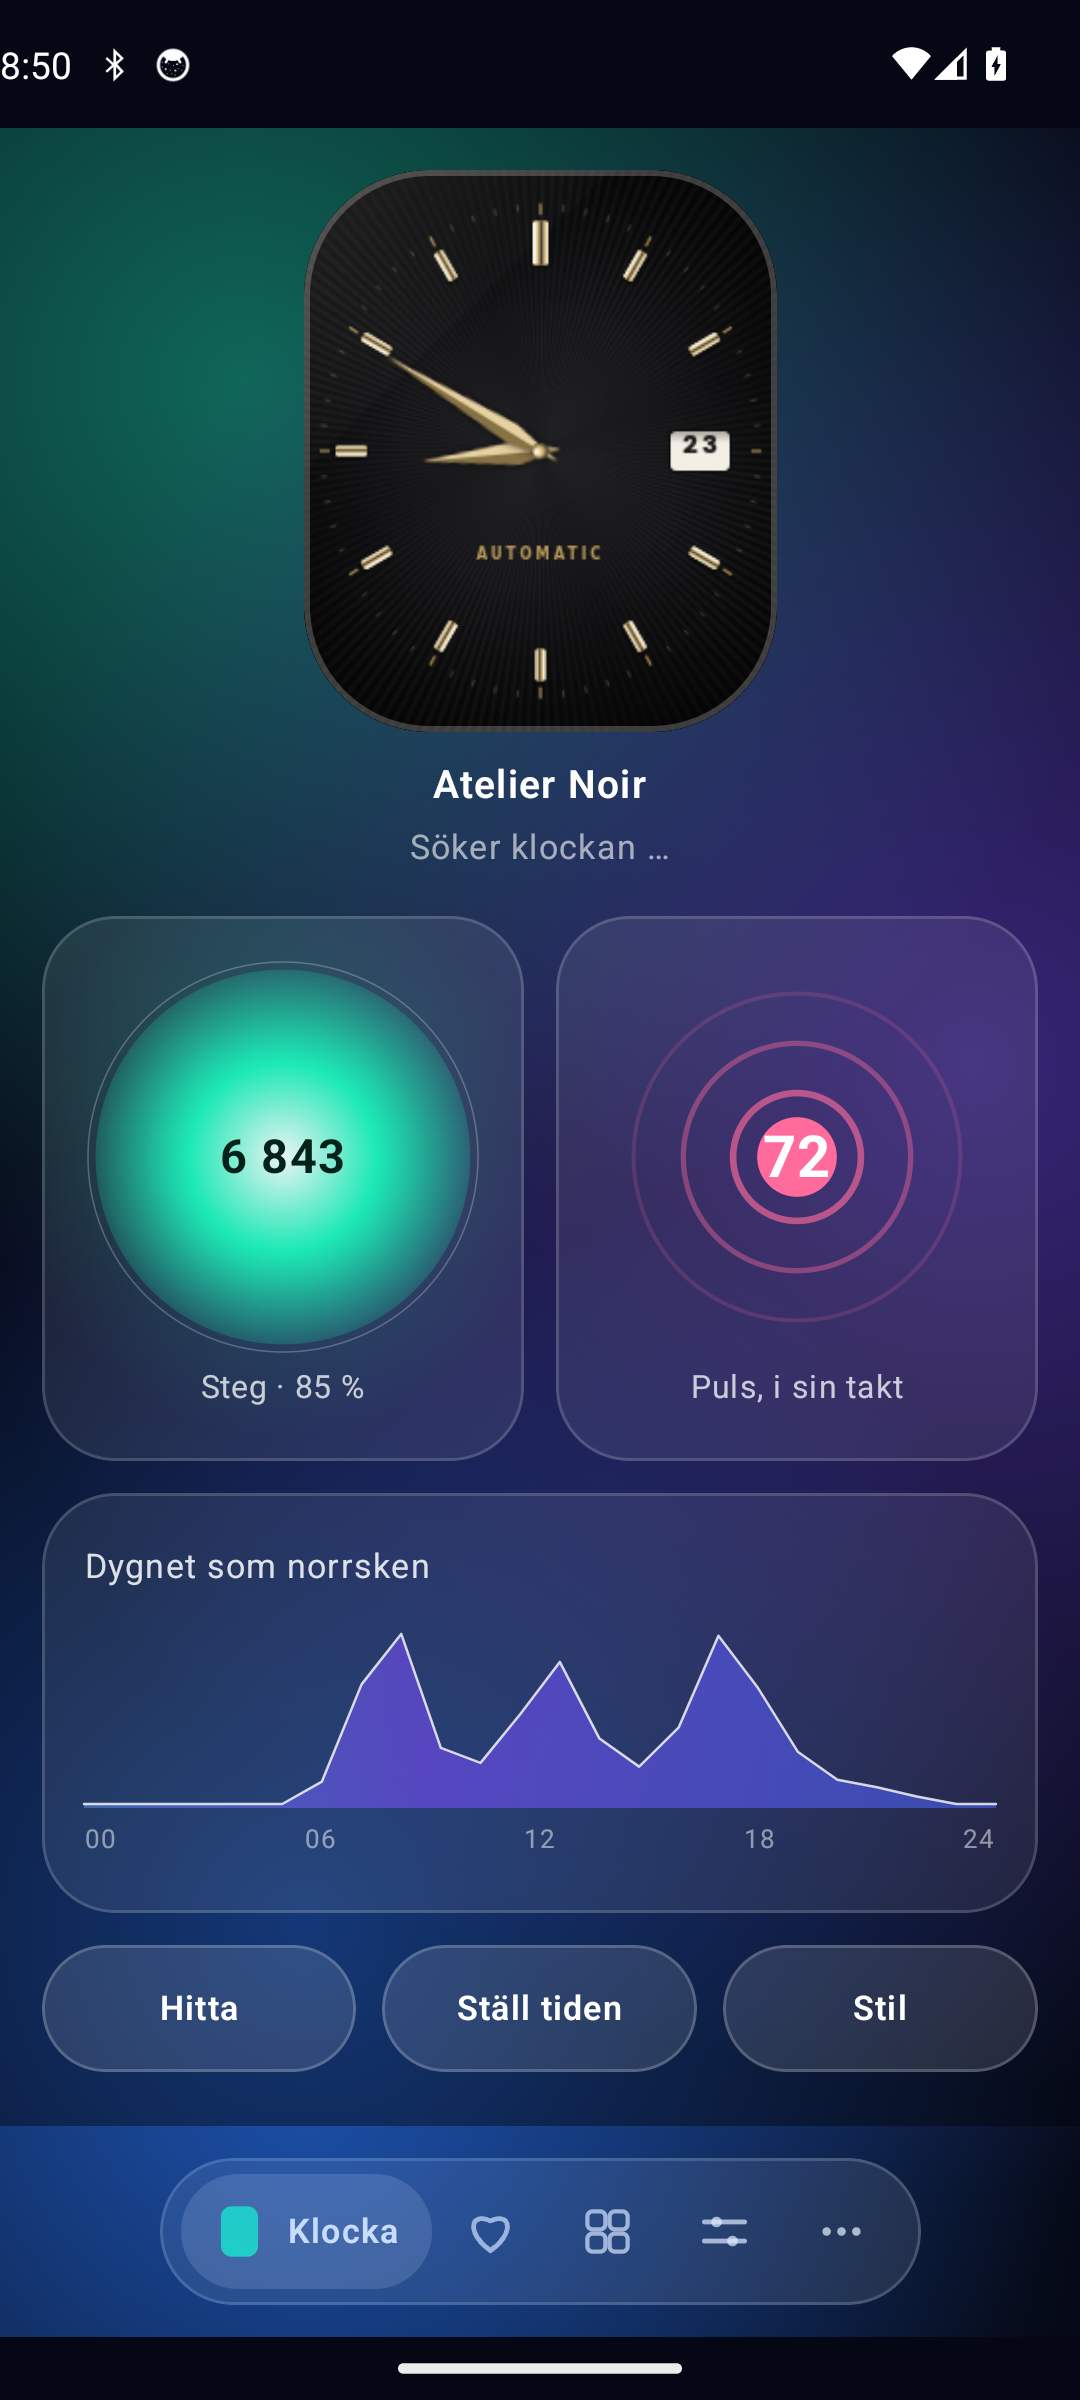 8:50
23
AUTOMATIC
Atelier Noir
Söker klockan ...
6 843
72
Steg · 85 %
Puls, i sin takt
Dygnet som norrsken
00 06 12 18 24
Hitta Ställ tiden Stil
Klocka